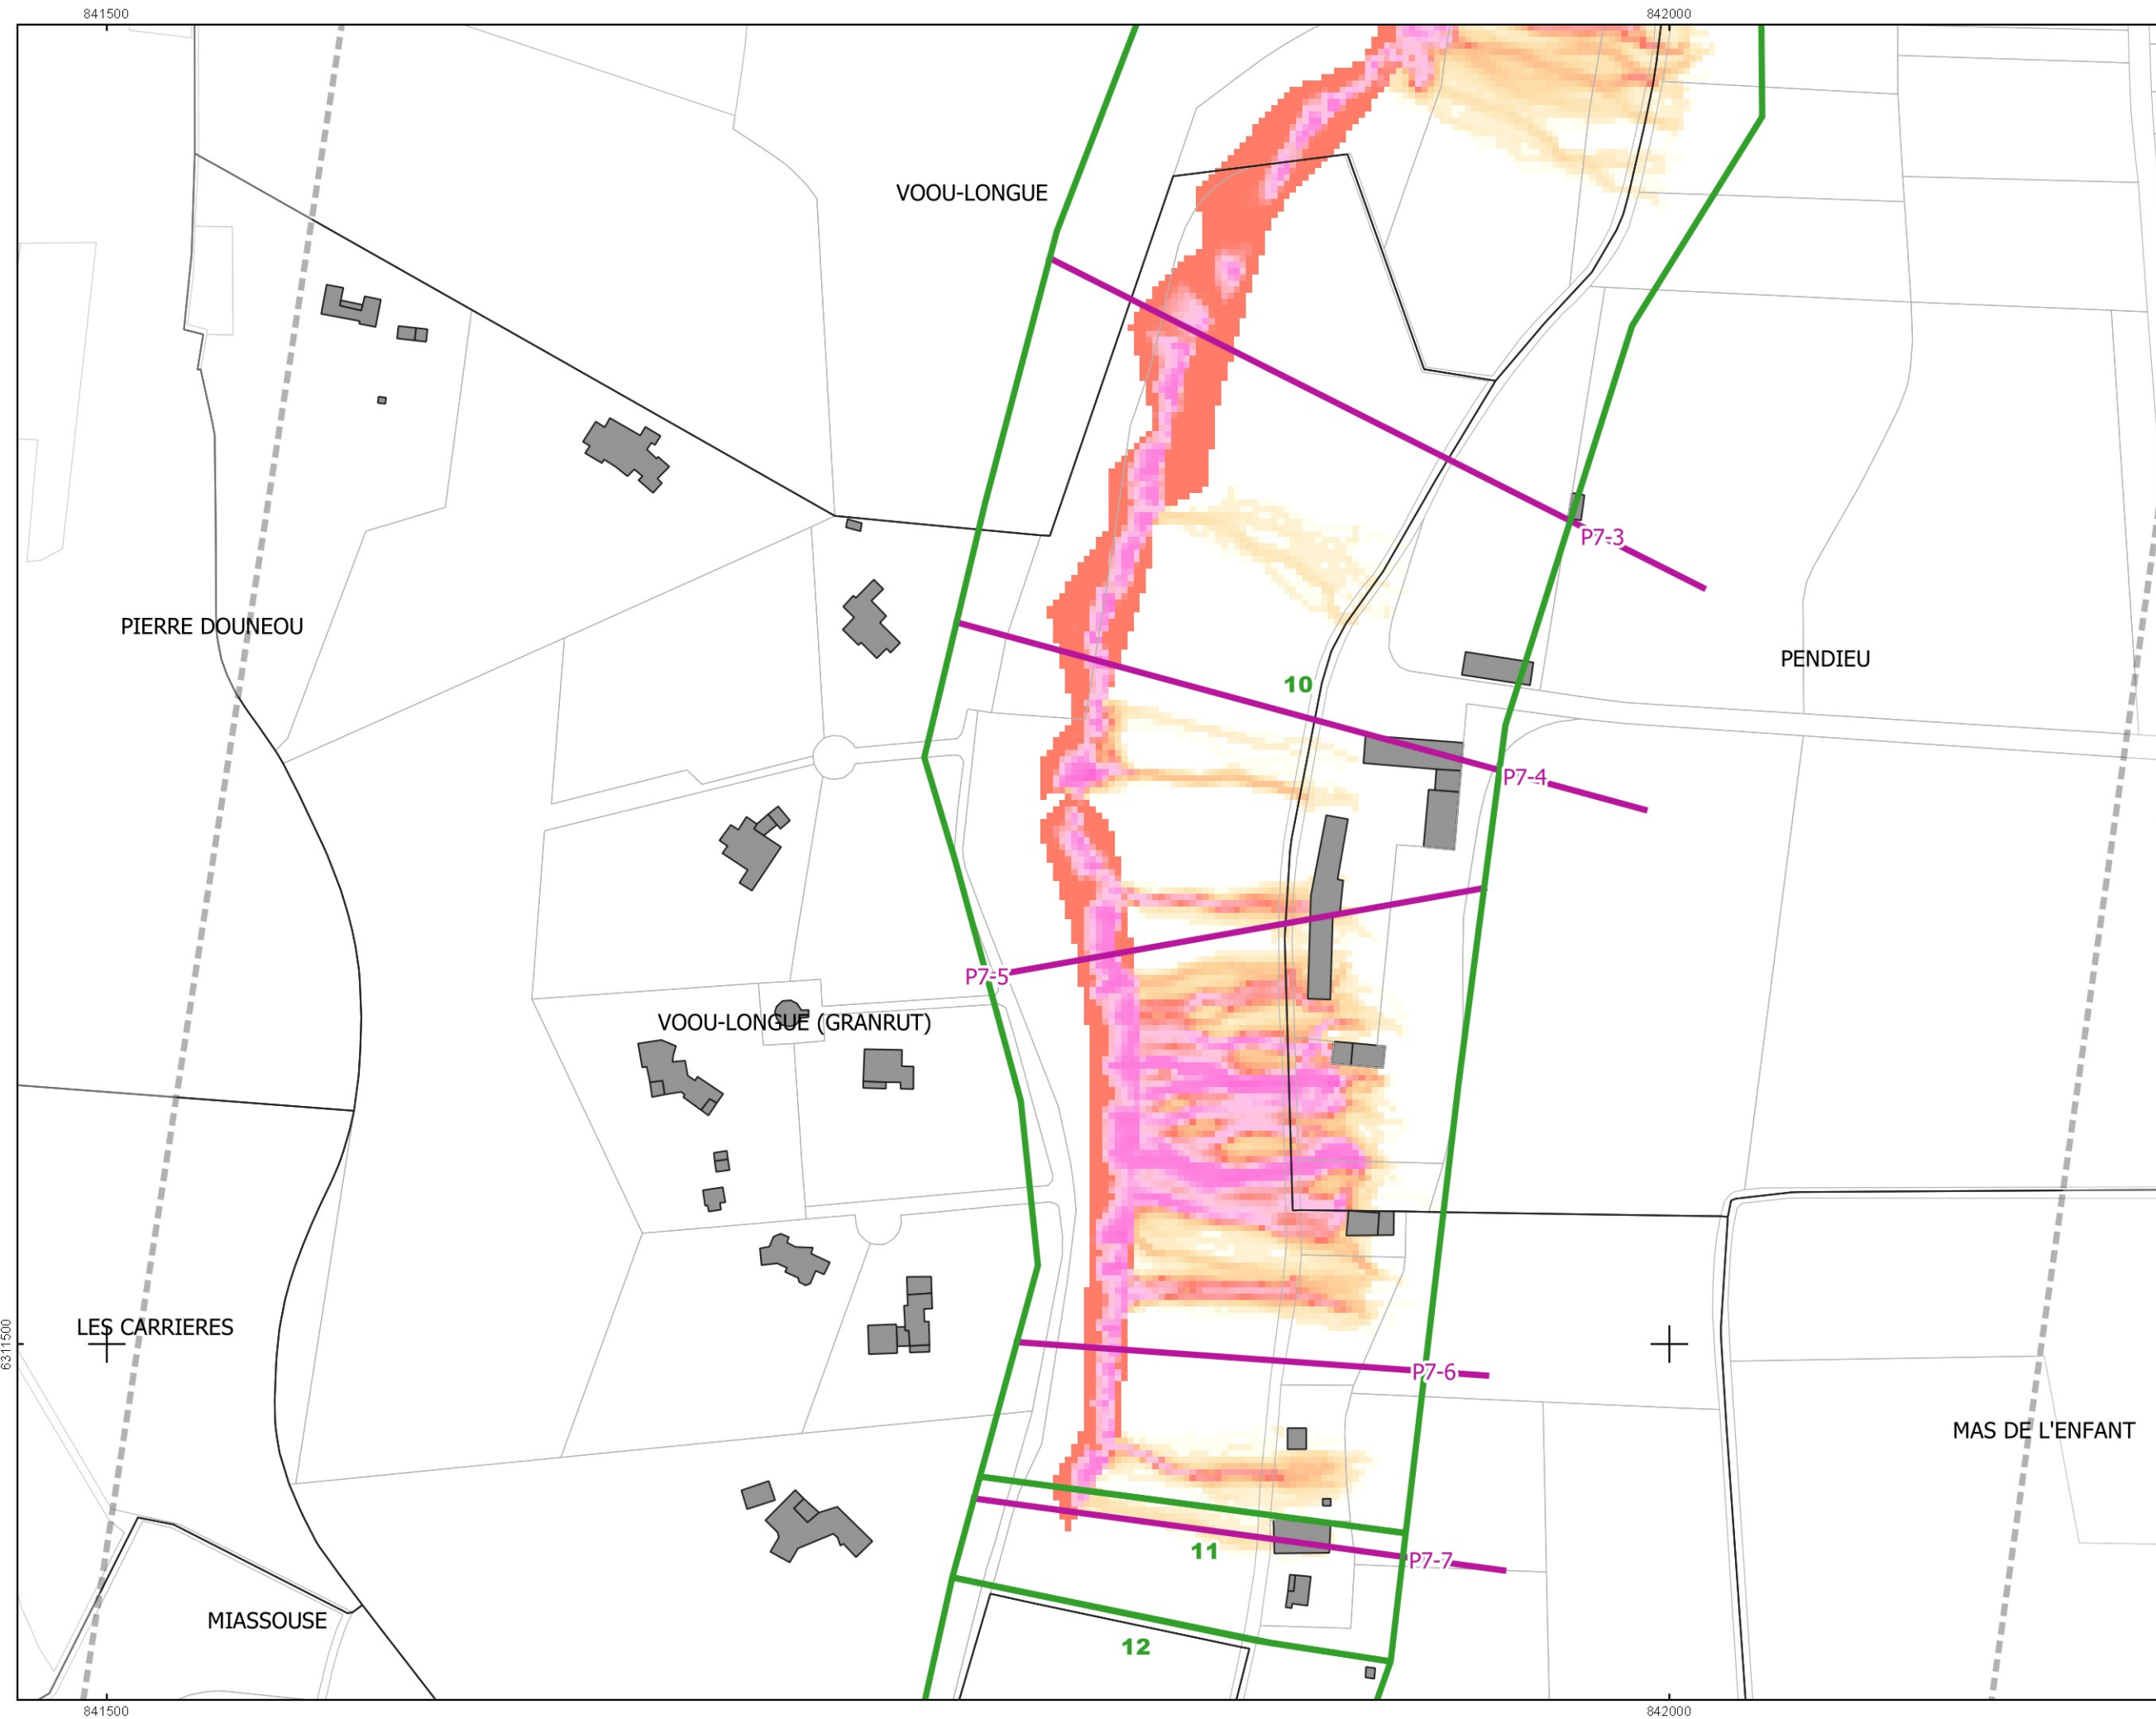 841500
842000
VOOU-LONGUE
P7-3
PIERRE DOUNEOU
PENDIEU
10
P7-4
P7-5
VOOU-LONGUE (GRANRUT)
LES CARRIERES
6311500
P7-6
MAS DE L'ENFANT
11
P7-7
MIASSOUSE
12
841500
842000